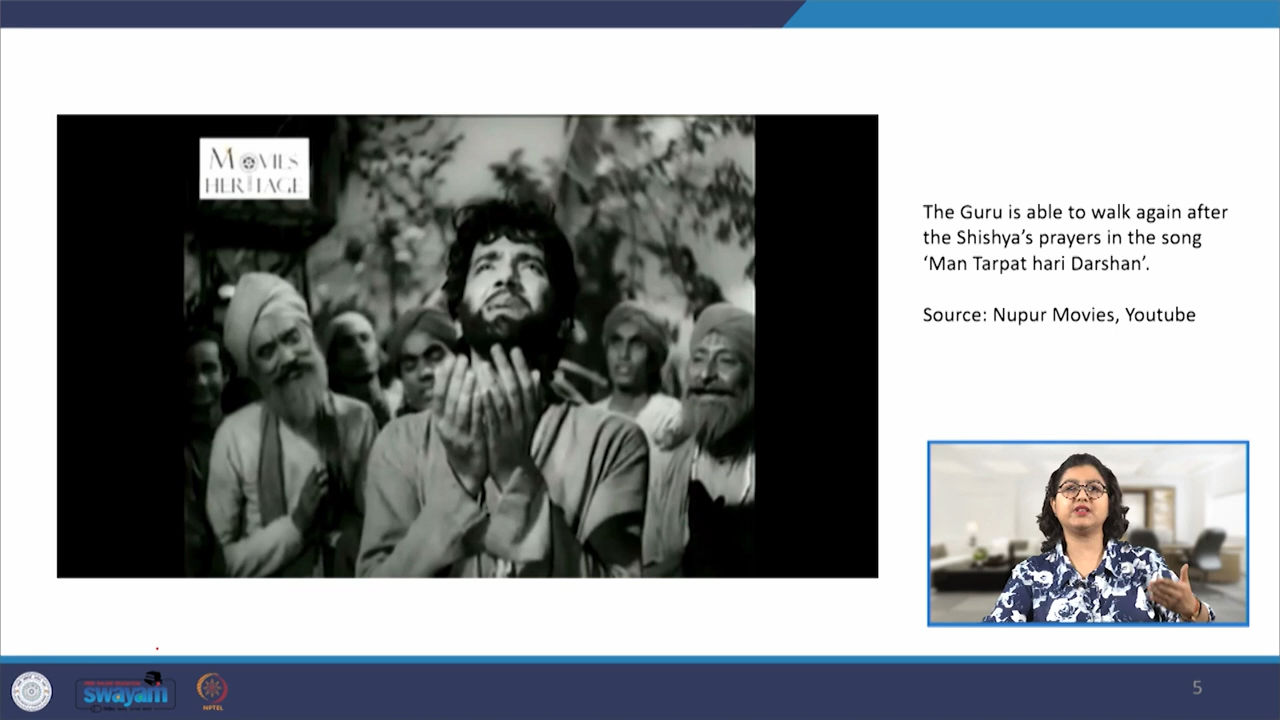 MOVIES
HERITAGE
The Guru is able to walk again after
the Shishya’s prayers in the song
‘Man Tarpat hari Darshan’.
Source: Nupur Movies, Youtube
swayam
NPTEL
5